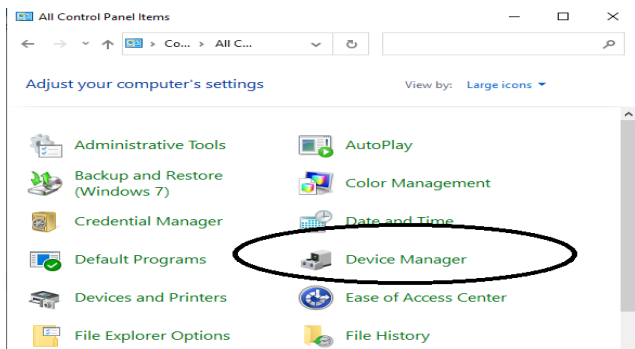 All Control Panel Items
Co... > All C...
Adjust your computer's settings
View by: Large icons
Administrative Tools
AutoPlay
Backup and Restore
(Windows 7)
Color Management
Credential Manager
Date and Time
Default Programs
Device Manager
Devices and Printers
Ease of Access Center
File Explorer Options
File History